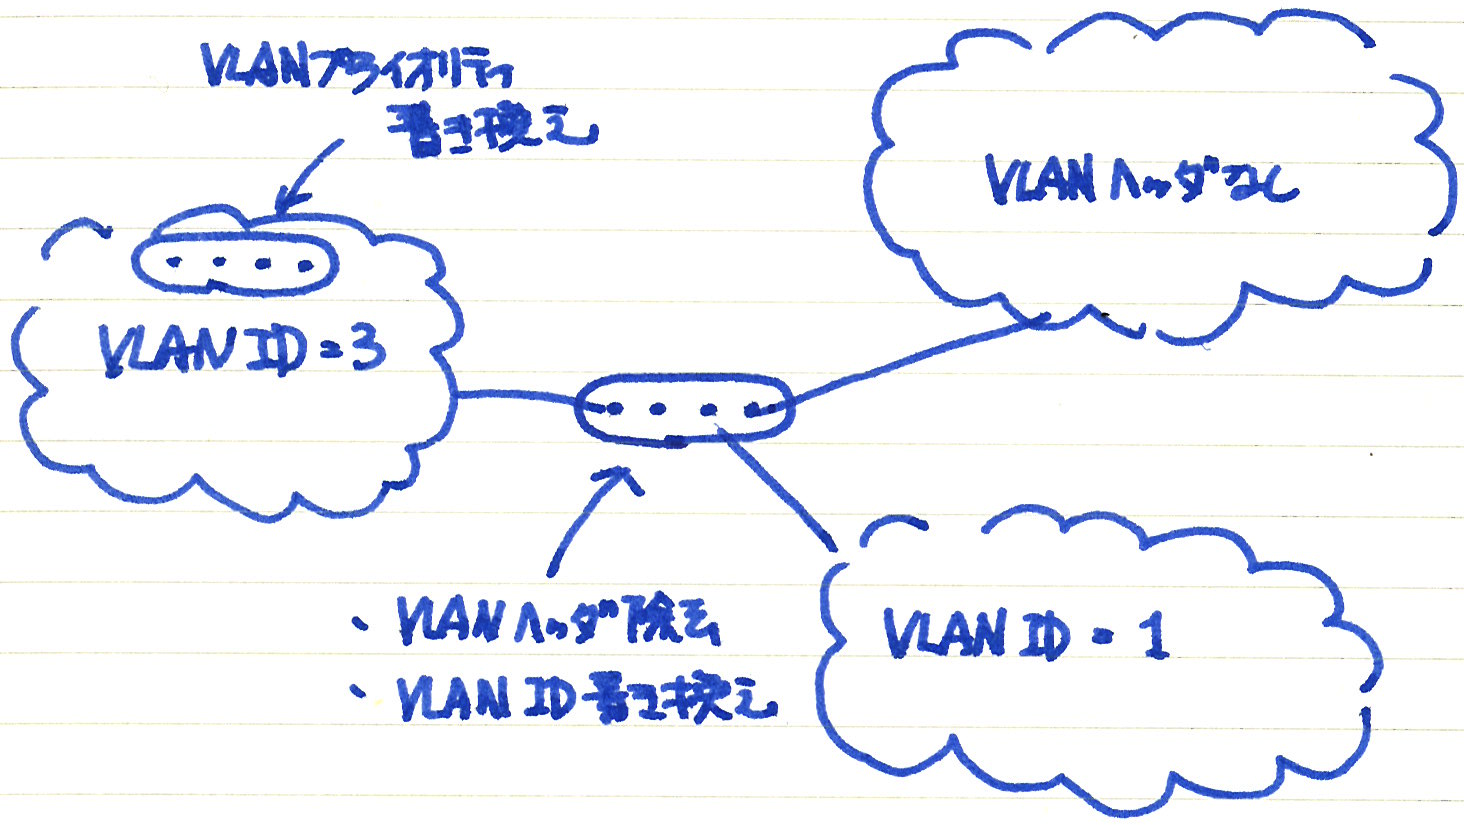 VLANプライオリティ
書き換え
VLANヘッダなし
VLAN ID = 3
VLAN ID = 1
・ VLANヘッダ除去
・ VLAN ID書き換え